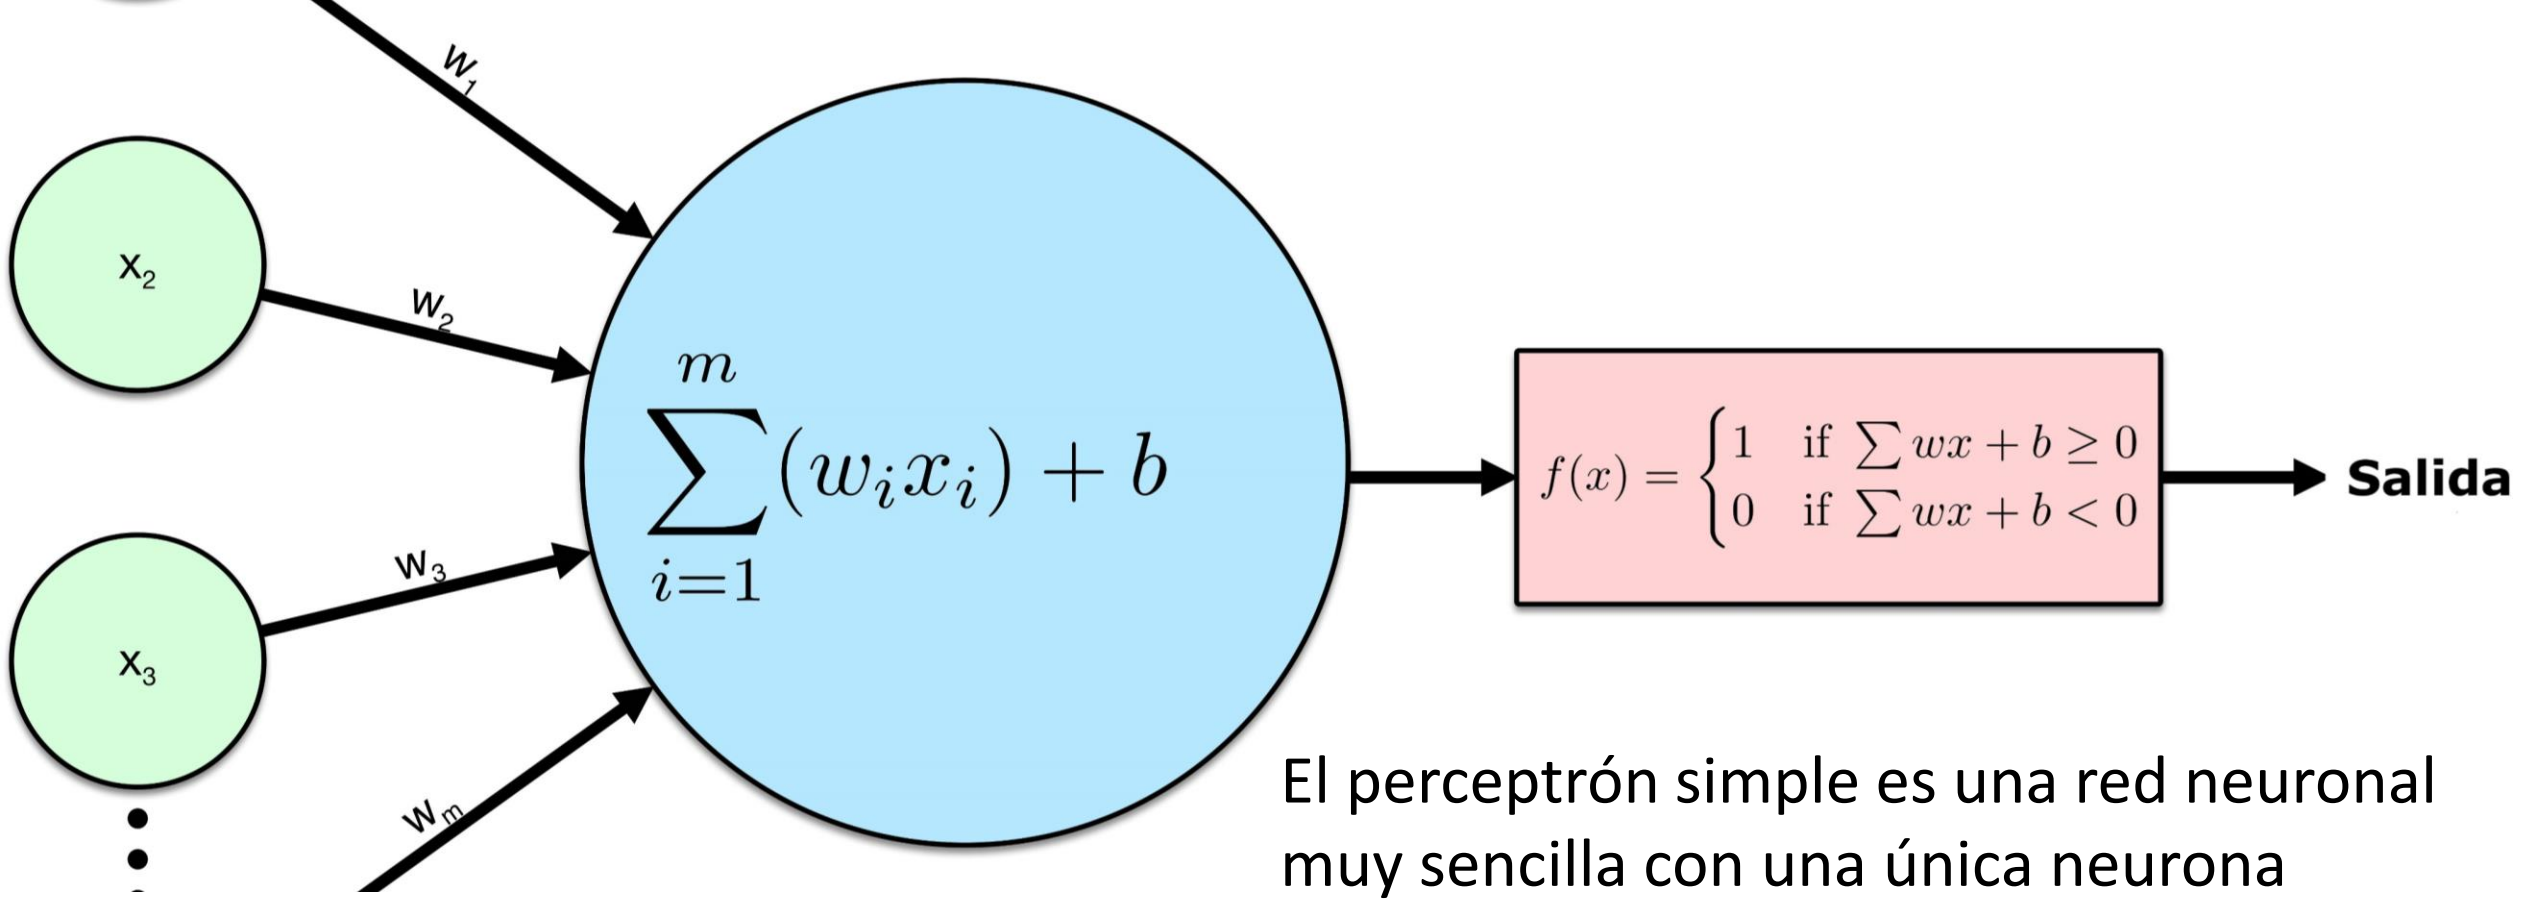 w₁
x₂
w₂
m
∑(wᵢxᵢ) + b
i=1
f(x) = { 1 if ∑ wx + b ≥ 0
0 if ∑ wx + b < 0
Salida
w₃
x₃
wₘ
El perceptrón simple es una red neuronal
muy sencilla con una única neurona